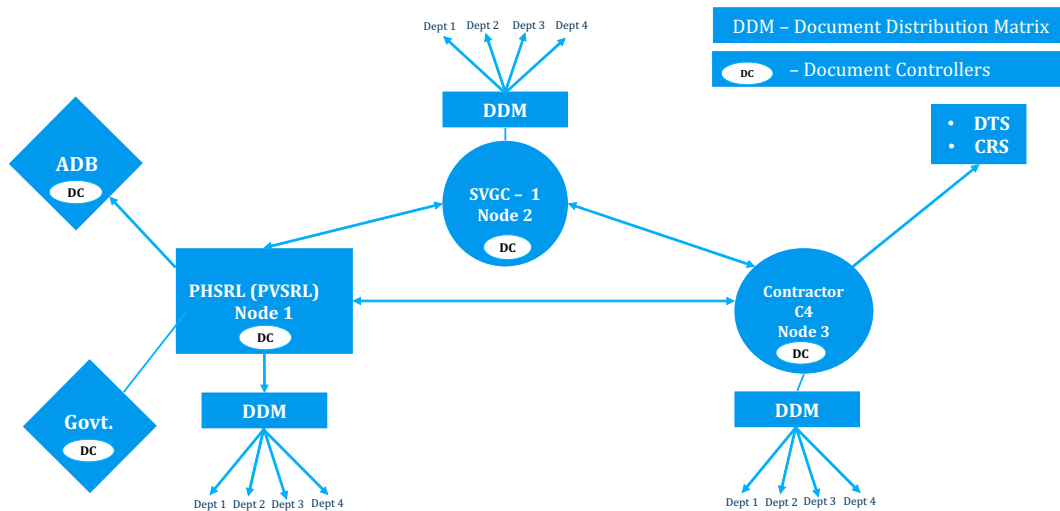 Dept 1 Dept 2 Dept 3 Dept 4
DDM – Document Distribution Matrix
DC – Document Controllers
DDM
• DTS
• CRS
ADB
DC
SVGC – 1
Node 2
DC
PHSRL (PVSRL)
Node 1
DC
Contractor
C4
Node 3
DC
Govt.
DC
DDM
DDM
Dept 1 Dept 2 Dept 3 Dept 4
Dept 1 Dept 2 Dept 3 Dept 4